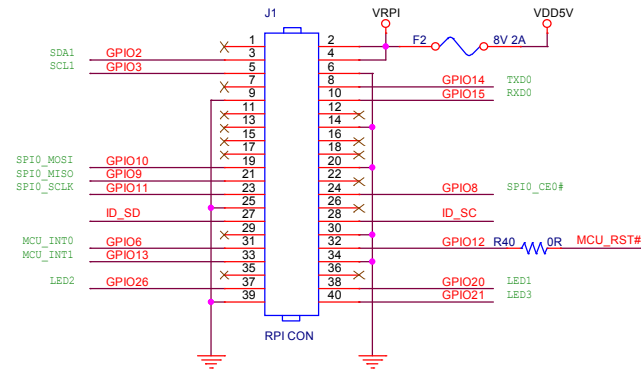 J1 VRPI VDD5V
1 2 F2 8V 2A
SDA1 GPIO2 3 4
SCL1 GPIO3 5 6
7 8 GPIO14 TXD0
9 10 GPIO15 RXD0
11 12
13 14
15 16
17 18
SPI0_MOSI GPIO10 19 20
SPI0_MISO GPIO9 21 22
SPI0_SCLK GPIO11 23 24 GPIO8 SPI0_CE0#
25 26
ID_SD 27 28 ID_SC
29 30
MCU_INT0 GPIO6 31 32 GPIO12 R40 0R MCU_RST#
MCU_INT1 GPIO13 33 34
35 36
LED2 GPIO26 37 38 GPIO20 LED1
39 40 GPIO21 LED3
RPI CON